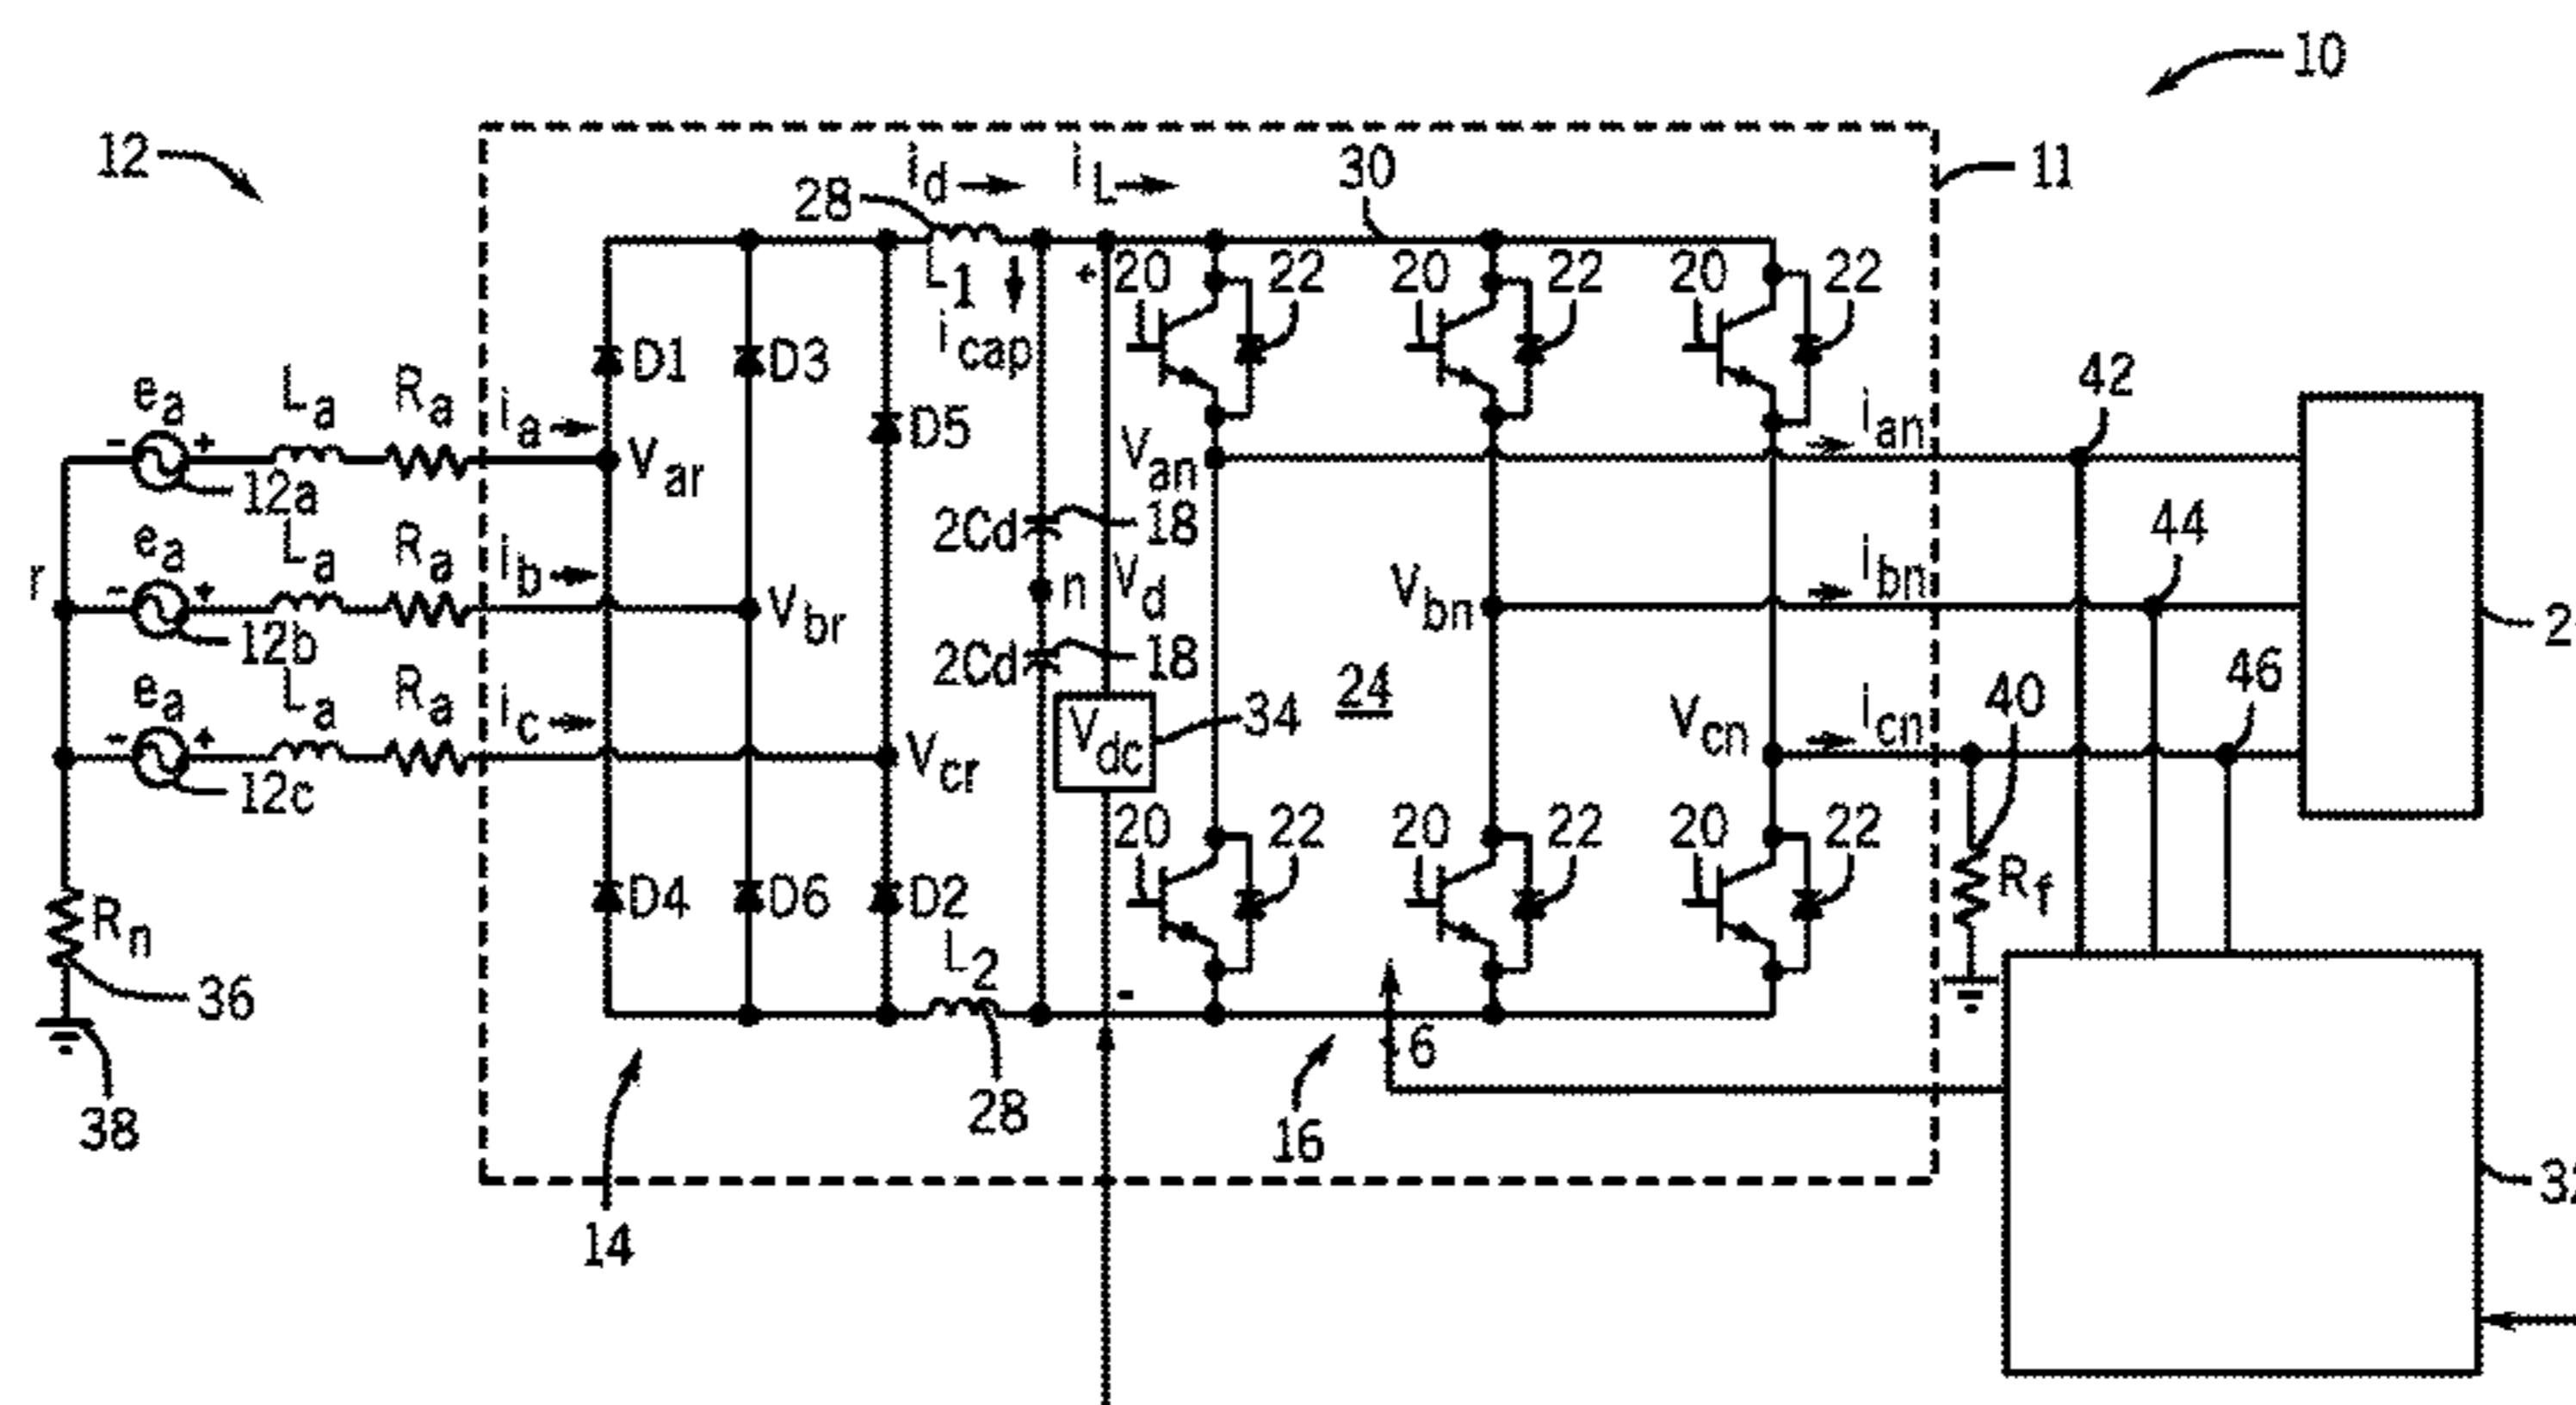 10
12
11
i_d
i_L
30
28
L_1
i_cap
+
20
22
20
22
20
22
D1
D3
D5
e_a
L_a
R_a
i_a
- +
12a
V_ar
V_an
i_an
42
2Cd
18
n
V_d
r
e_a
L_a
R_a
i_b
- +
12b
V_br
V_bn
i_bn
44
2
2Cd
18
34
V_dc
24
e_a
L_a
R_a
i_c
- +
12c
V_cr
V_cn
i_cn
40
46
20
22
20
22
20
22
R_f
R_n
36
38
D4
D6
D2
L_2
28
-
6
14
16